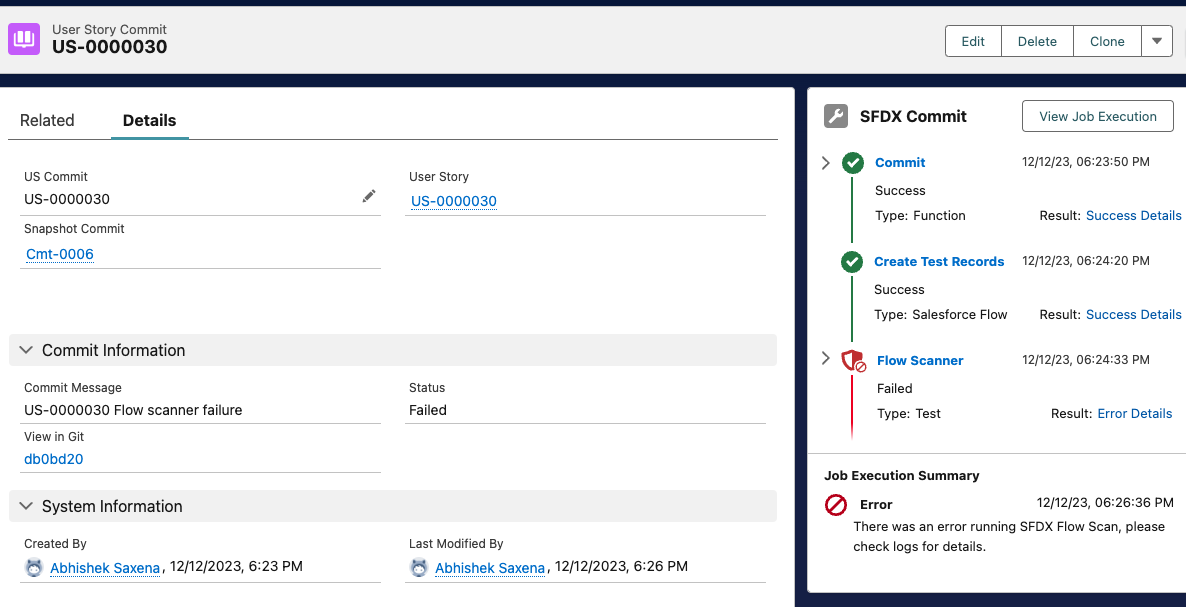 User Story Commit
US-0000030
Edit
Delete
Clone
Related
Details
US Commit
US-0000030
User Story
US-0000030
Snapshot Commit
Cmt-0006
Commit Information
Commit Message
US-0000030 Flow scanner failure
Status
Failed
View in Git
db0bd20
System Information
Created By
Abhishek Saxena, 12/12/2023, 6:23 PM
Last Modified By
Abhishek Saxena, 12/12/2023, 6:26 PM
SFDX Commit
View Job Execution
Commit 12/12/23, 06:23:50 PM
Success
Type: Function Result: Success Details
Create Test Records 12/12/23, 06:24:20 PM
Success
Type: Salesforce Flow Result: Success Details
Flow Scanner 12/12/23, 06:24:33 PM
Failed
Type: Test Result: Error Details
Job Execution Summary
Error 12/12/23, 06:26:36 PM
There was an error running SFDX Flow Scan, please
check logs for details.